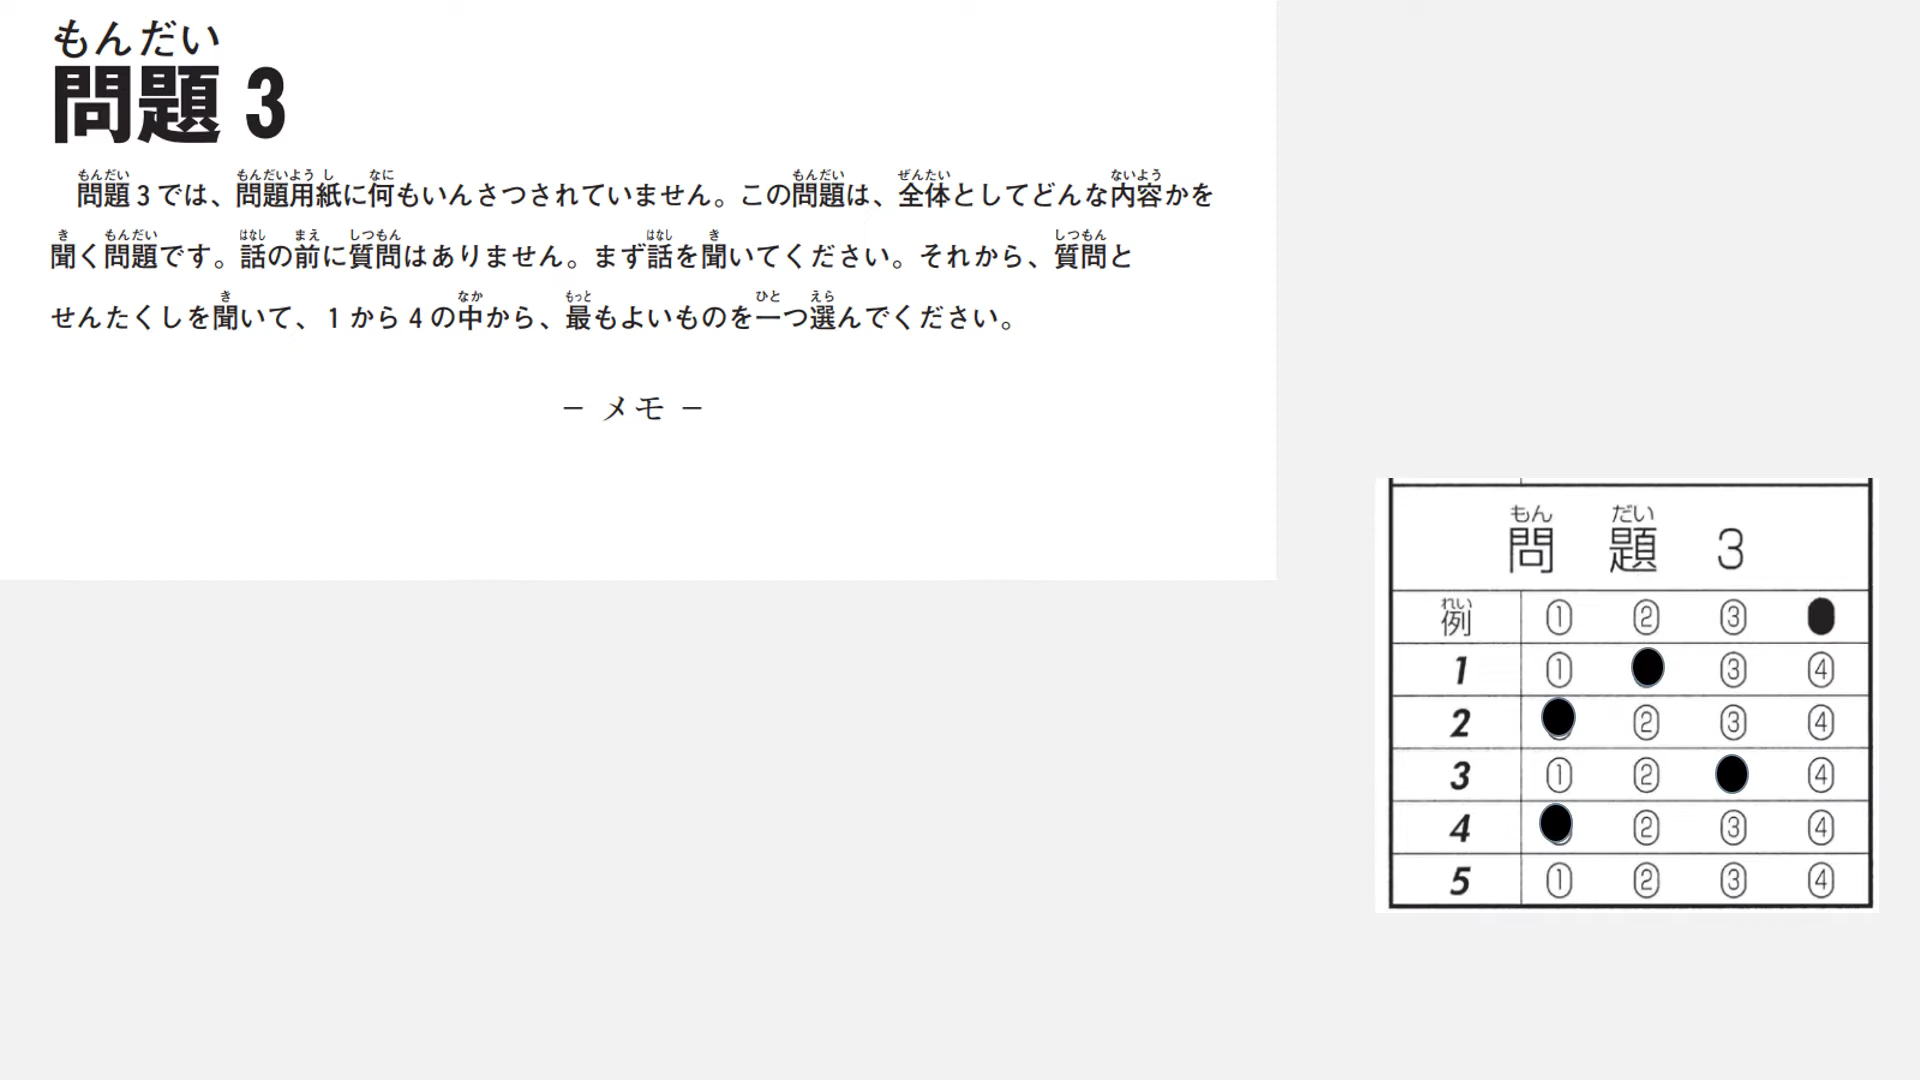 もんだい
問題 3
もんだい もんだいようし なに もんだい ぜんたい ないよう
問題 3 では、問題用紙に何もいんさつされていません。この問題は、全体としてどんな内容かを
き もんだい はなし まえ しつもん はなし き しつもん
聞く問題です。話の前に質問はありません。まず話を聞いてください。それから、質問と
き なか もっと ひと えら
せんたくしを聞いて、1 から 4 の中から、最もよいものを一つ選んでください。
– メモ –
もん だい
問 題 3
れい
例 ① ② ③
1 ① ③ ④
2 ② ③ ④
3 ① ② ④
4 ② ③ ④
5 ① ② ③ ④